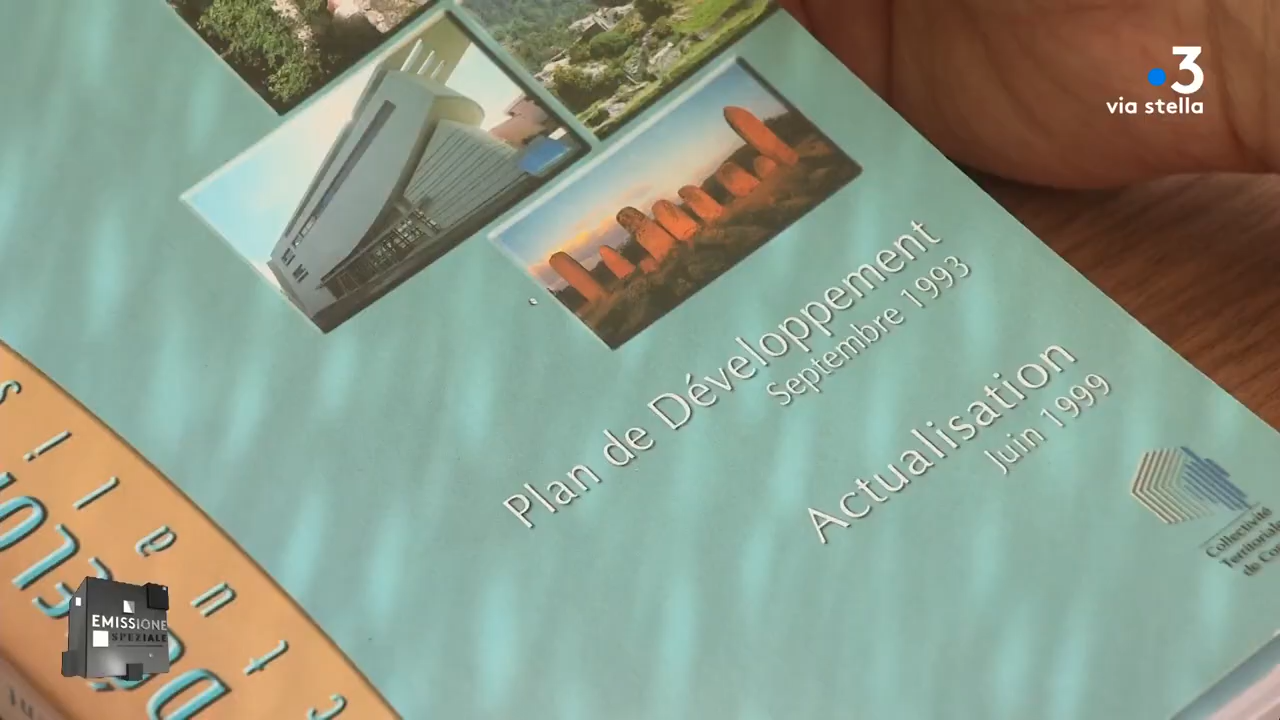 3
via stella
Plan de Développement
Septembre 1993
Actualisation
Juin 1999
Collectivité
Territoriale
EMISSIONE
SPEZIALE